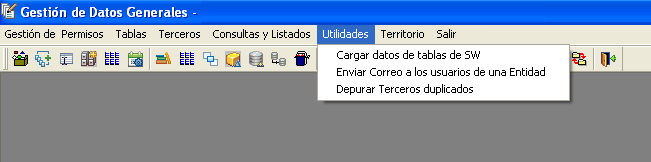 Gestión de Datos Generales -
Gestión de Permisos Tablas Terceros Consultas y Listados Utilidades Territorio Salir
Cargar datos de tablas de SW
Enviar Correo a los usuarios de una Entidad
Depurar Terceros duplicados